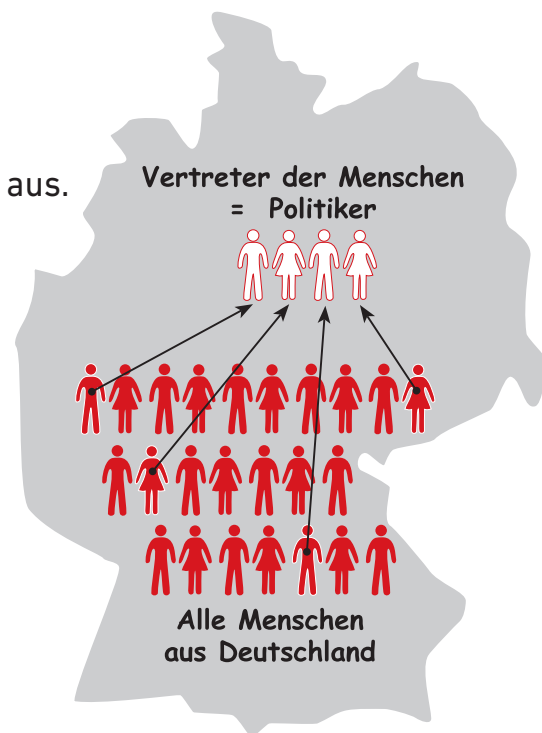 aus.
Vertreter der Menschen
= Politiker
Alle Menschen
aus Deutschland